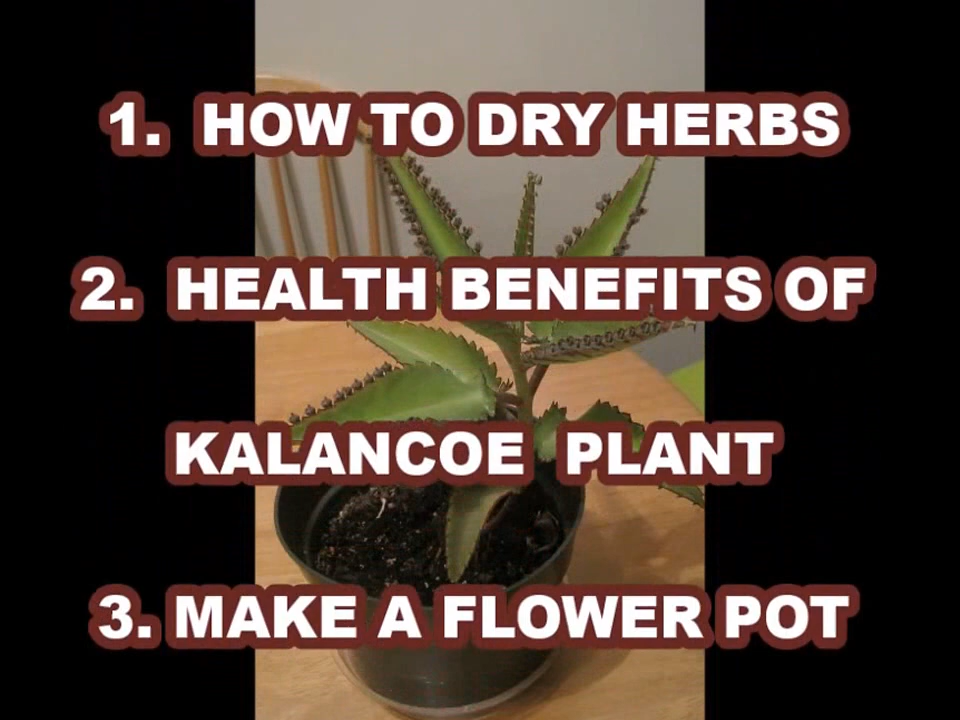 1. HOW TO DRY HERBS
2. HEALTH BENEFITS OF
KALANCOE PLANT
3. MAKE A FLOWER POT